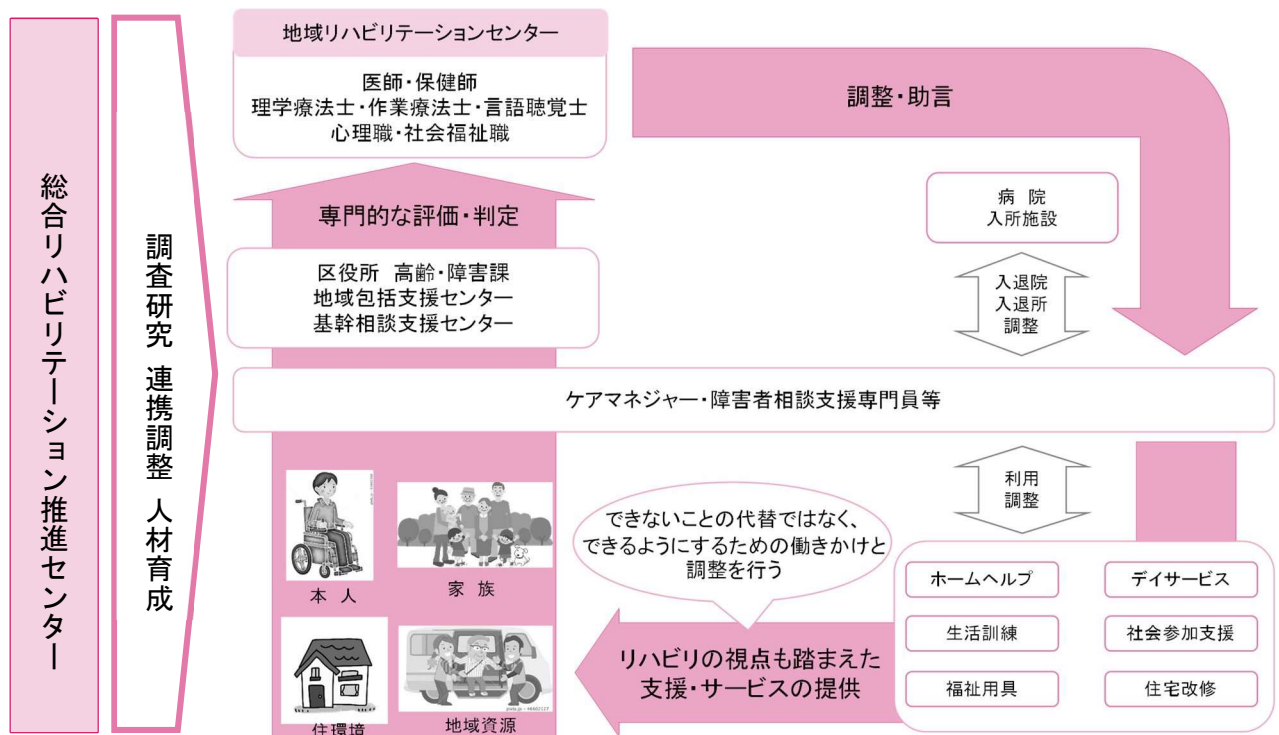 総合リハビリテーション推進センター
調査研究 連携調整 人材育成
地域リハビリテーションセンター
医師・保健師
理学療法士・作業療法士・言語聴覚士
心理職・社会福祉職
調整・助言
専門的な評価・判定
区役所 高齢・障害課
地域包括支援センター
基幹相談支援センター
病 院
入所施設
入退院
入退所
調整
ケアマネジャー・障害者相談支援専門員等
利用
調整
本 人
家 族
住環境
地域資源
できないことの代替ではなく、
できるようにするための働きかけと
調整を行う
リハビリの視点も踏まえた
支援・サービスの提供
ホームヘルプ
デイサービス
生活訓練
社会参加支援
福祉用具
住宅改修